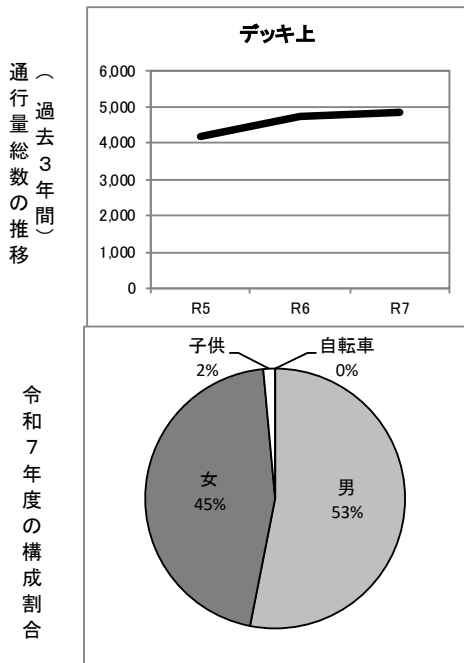 通行量総数の推移
（過去３年間）
デッキ上
6,000
5,000
4,000
3,000
2,000
1,000
0
R5 R6 R7
令和７年度の構成割合
子供
2%
自転車
0%
女
45%
男
53%